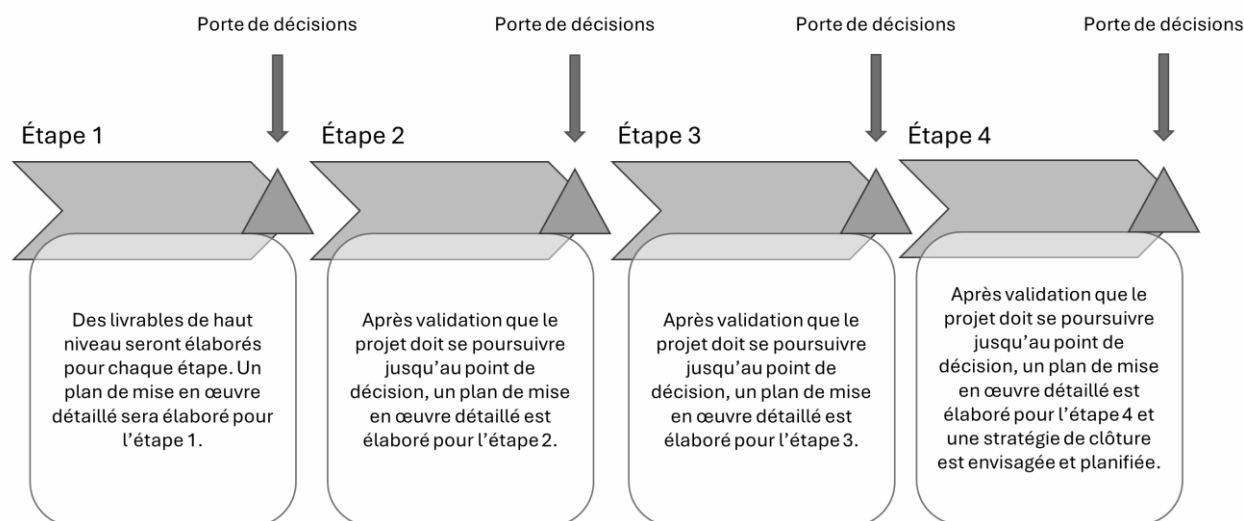 Porte de décisions
Porte de décisions
Porte de décisions
Porte de décisions
Étape 1
Étape 2
Étape 3
Étape 4
Des livrables de haut
niveau seront élaborés
pour chaque étape. Un
plan de mise en œuvre
détaillé sera élaboré pour
l’étape 1.
Après validation que le
projet doit se poursuivre
jusqu’au point de
décision, un plan de mise
en œuvre détaillé est
élaboré pour l’étape 2.
Après validation que le
projet doit se poursuivre
jusqu’au point de
décision, un plan de mise
en œuvre détaillé est
élaboré pour l’étape 3.
Après validation que le
projet doit se poursuivre
jusqu’au point de
décision, un plan de mise
en œuvre détaillé est
élaboré pour l’étape 4 et
une stratégie de clôture
est envisagée et planifiée.